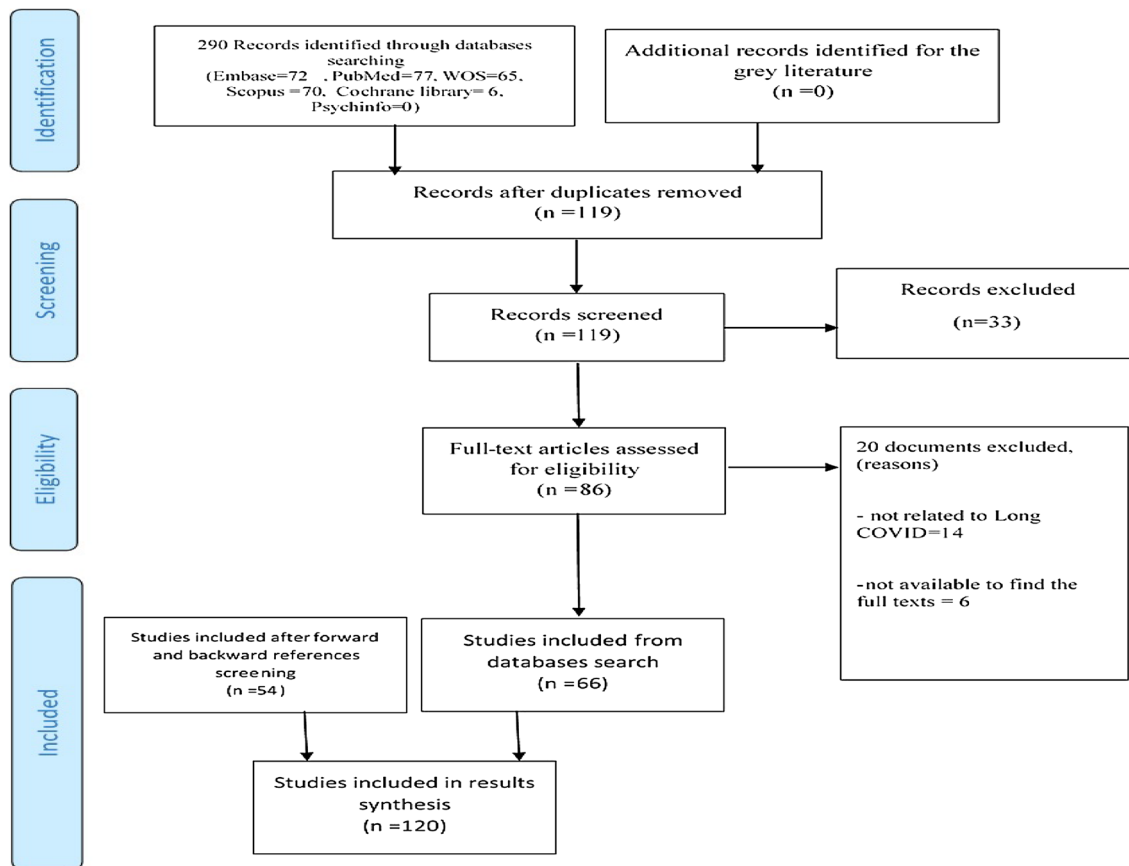 Identification
290 Records identified through databases
searching
(Embase=72 , PubMed=77, WOS=65,
Scopus =70, Cochrane library= 6,
Psychinfo=0)
Additional records identified for the
grey literature
(n =0)
Records after duplicates removed
(n =119)
Screening
Records screened
(n =119)
Records excluded
(n=33)
Eligibility
Full-text articles assessed
for eligibility
(n =86)
20 documents excluded,
(reasons)
- not related to Long
COVID=14
-not available to find the
full texts = 6
Included
Studies included after forward
and backward references
screening
(n =54)
Studies included from
databases search
(n =66)
Studies included in results
synthesis
(n =120)